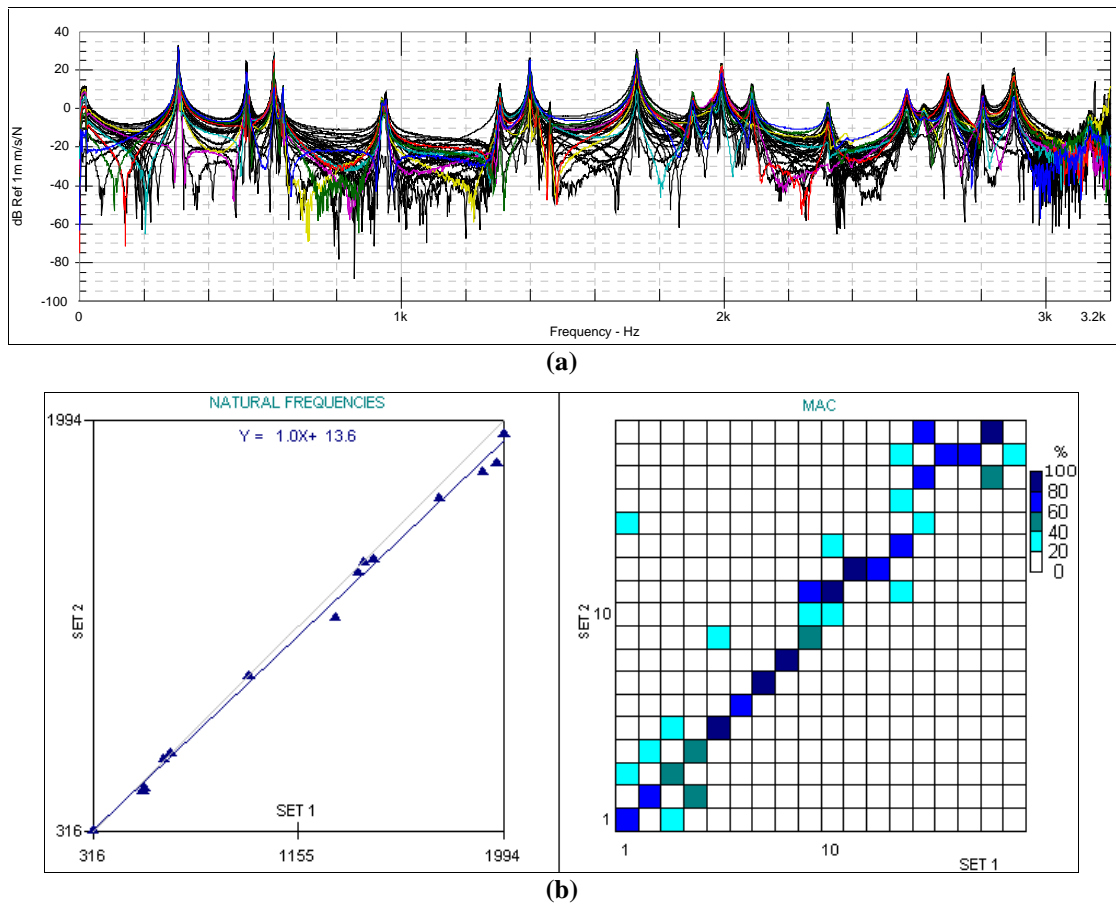 40
20
0
-20
-40
-60
-80
-100
dB Ref 1m m/s/N
0
1k
2k
3k
3.2k
Frequency - Hz
(a)
NATURAL FREQUENCIES
1994
Y = 1.0X+ 13.6
SET 2
316
SET 1
316
1155
1994
MAC
%
100
80
60
40
20
0
SET 2
10
1
1
10
SET 1
(b)